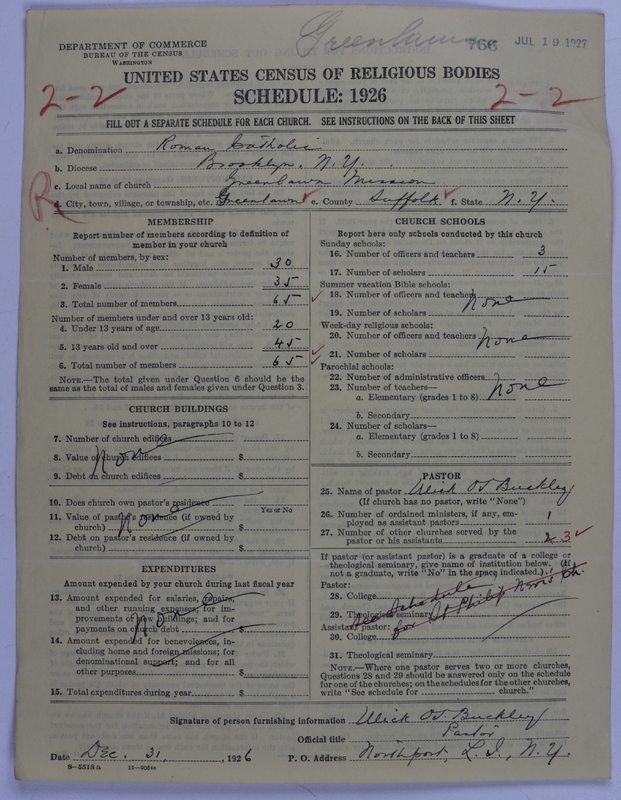 Greenlawn 766 JUL 19 1927
DEPARTMENT OF COMMERCE
BUREAU OF THE CENSUS
WASHINGTON
UNITED STATES CENSUS OF RELIGIOUS BODIES
2-2 SCHEDULE: 1926 2-2
FILL OUT A SEPARATE SCHEDULE FOR EACH CHURCH. SEE INSTRUCTIONS ON THE BACK OF THIS SHEET
a. Denomination Roman Catholic
b. Diocese Brooklyn, N.Y.
c. Local name of church Greenlawn Mission
R d. City, town, village, or township, etc. Greenlawn e. County Suffolk f. State N.Y.
MEMBERSHIP
Report number of members according to definition of
member in your church
Number of members, by sex:
1. Male 30
2. Female 35
3. Total number of members 65
Number of members under and over 13 years old:
4. Under 13 years of age 20
5. 13 years old and over 45
6. Total number of members 65
NOTE.—The total given under Question 6 should be the
same as the total of males and females given under Question 3.
CHURCH BUILDINGS
See instructions, paragraphs 10 to 12
7. Number of church edifices
8. Value of church edifices $
None
9. Debt on church edifices $
10. Does church own pastor's residence
Yes or No
11. Value of pastor's residence (if owned by
church) None $
12. Debt on pastor's residence (if owned by
church) $
EXPENDITURES
Amount expended by your church during last fiscal year
13. Amount expended for salaries, repairs,
and other running expenses; for im-
provements or new buildings; and for
payments on church debt $
None
14. Amount expended for benevolences, in-
cluding home and foreign missions; for
denominational support; and for all
other purposes $
15. Total expenditures during year $
CHURCH SCHOOLS
Report here only schools conducted by this church
Sunday schools:
16. Number of officers and teachers 3
17. Number of scholars 15
Summer vacation Bible schools:
18. Number of officers and teachers None
19. Number of scholars
Week-day religious schools:
20. Number of officers and teachers None
21. Number of scholars
Parochial schools:
22. Number of administrative officers
23. Number of teachers— None
a. Elementary (grades 1 to 8)
b. Secondary
24. Number of scholars—
a. Elementary (grades 1 to 8)
b. Secondary
PASTOR
25. Name of pastor Ulick Buckley
(If church has no pastor, write "None")
26. Number of ordained ministers, if any, em-
ployed as assistant pastors 1
27. Number of other churches served by the
pastor or his assistants 2 3
If pastor (or assistant pastor) is a graduate of a college or
theological seminary, give name of institution below. (If
not a graduate, write "No" in the space indicated.)
Pastor:
28. College
See Schedule
29. Theological seminary
for St Philip Neris Ch.
Assistant pastor:
30. College
31. Theological seminary
NOTE.—Where one pastor serves two or more churches,
Questions 28 and 29 should be answered only on the schedule
for one of the churches; on the schedules for the other churches,
write "See schedule for ________ church."
Signature of person furnishing information Ulick Buckley
Official title Pastor
Date Dec. 31, 1926 P. O. Address Northport, L.I., N.Y.
8—5518 a